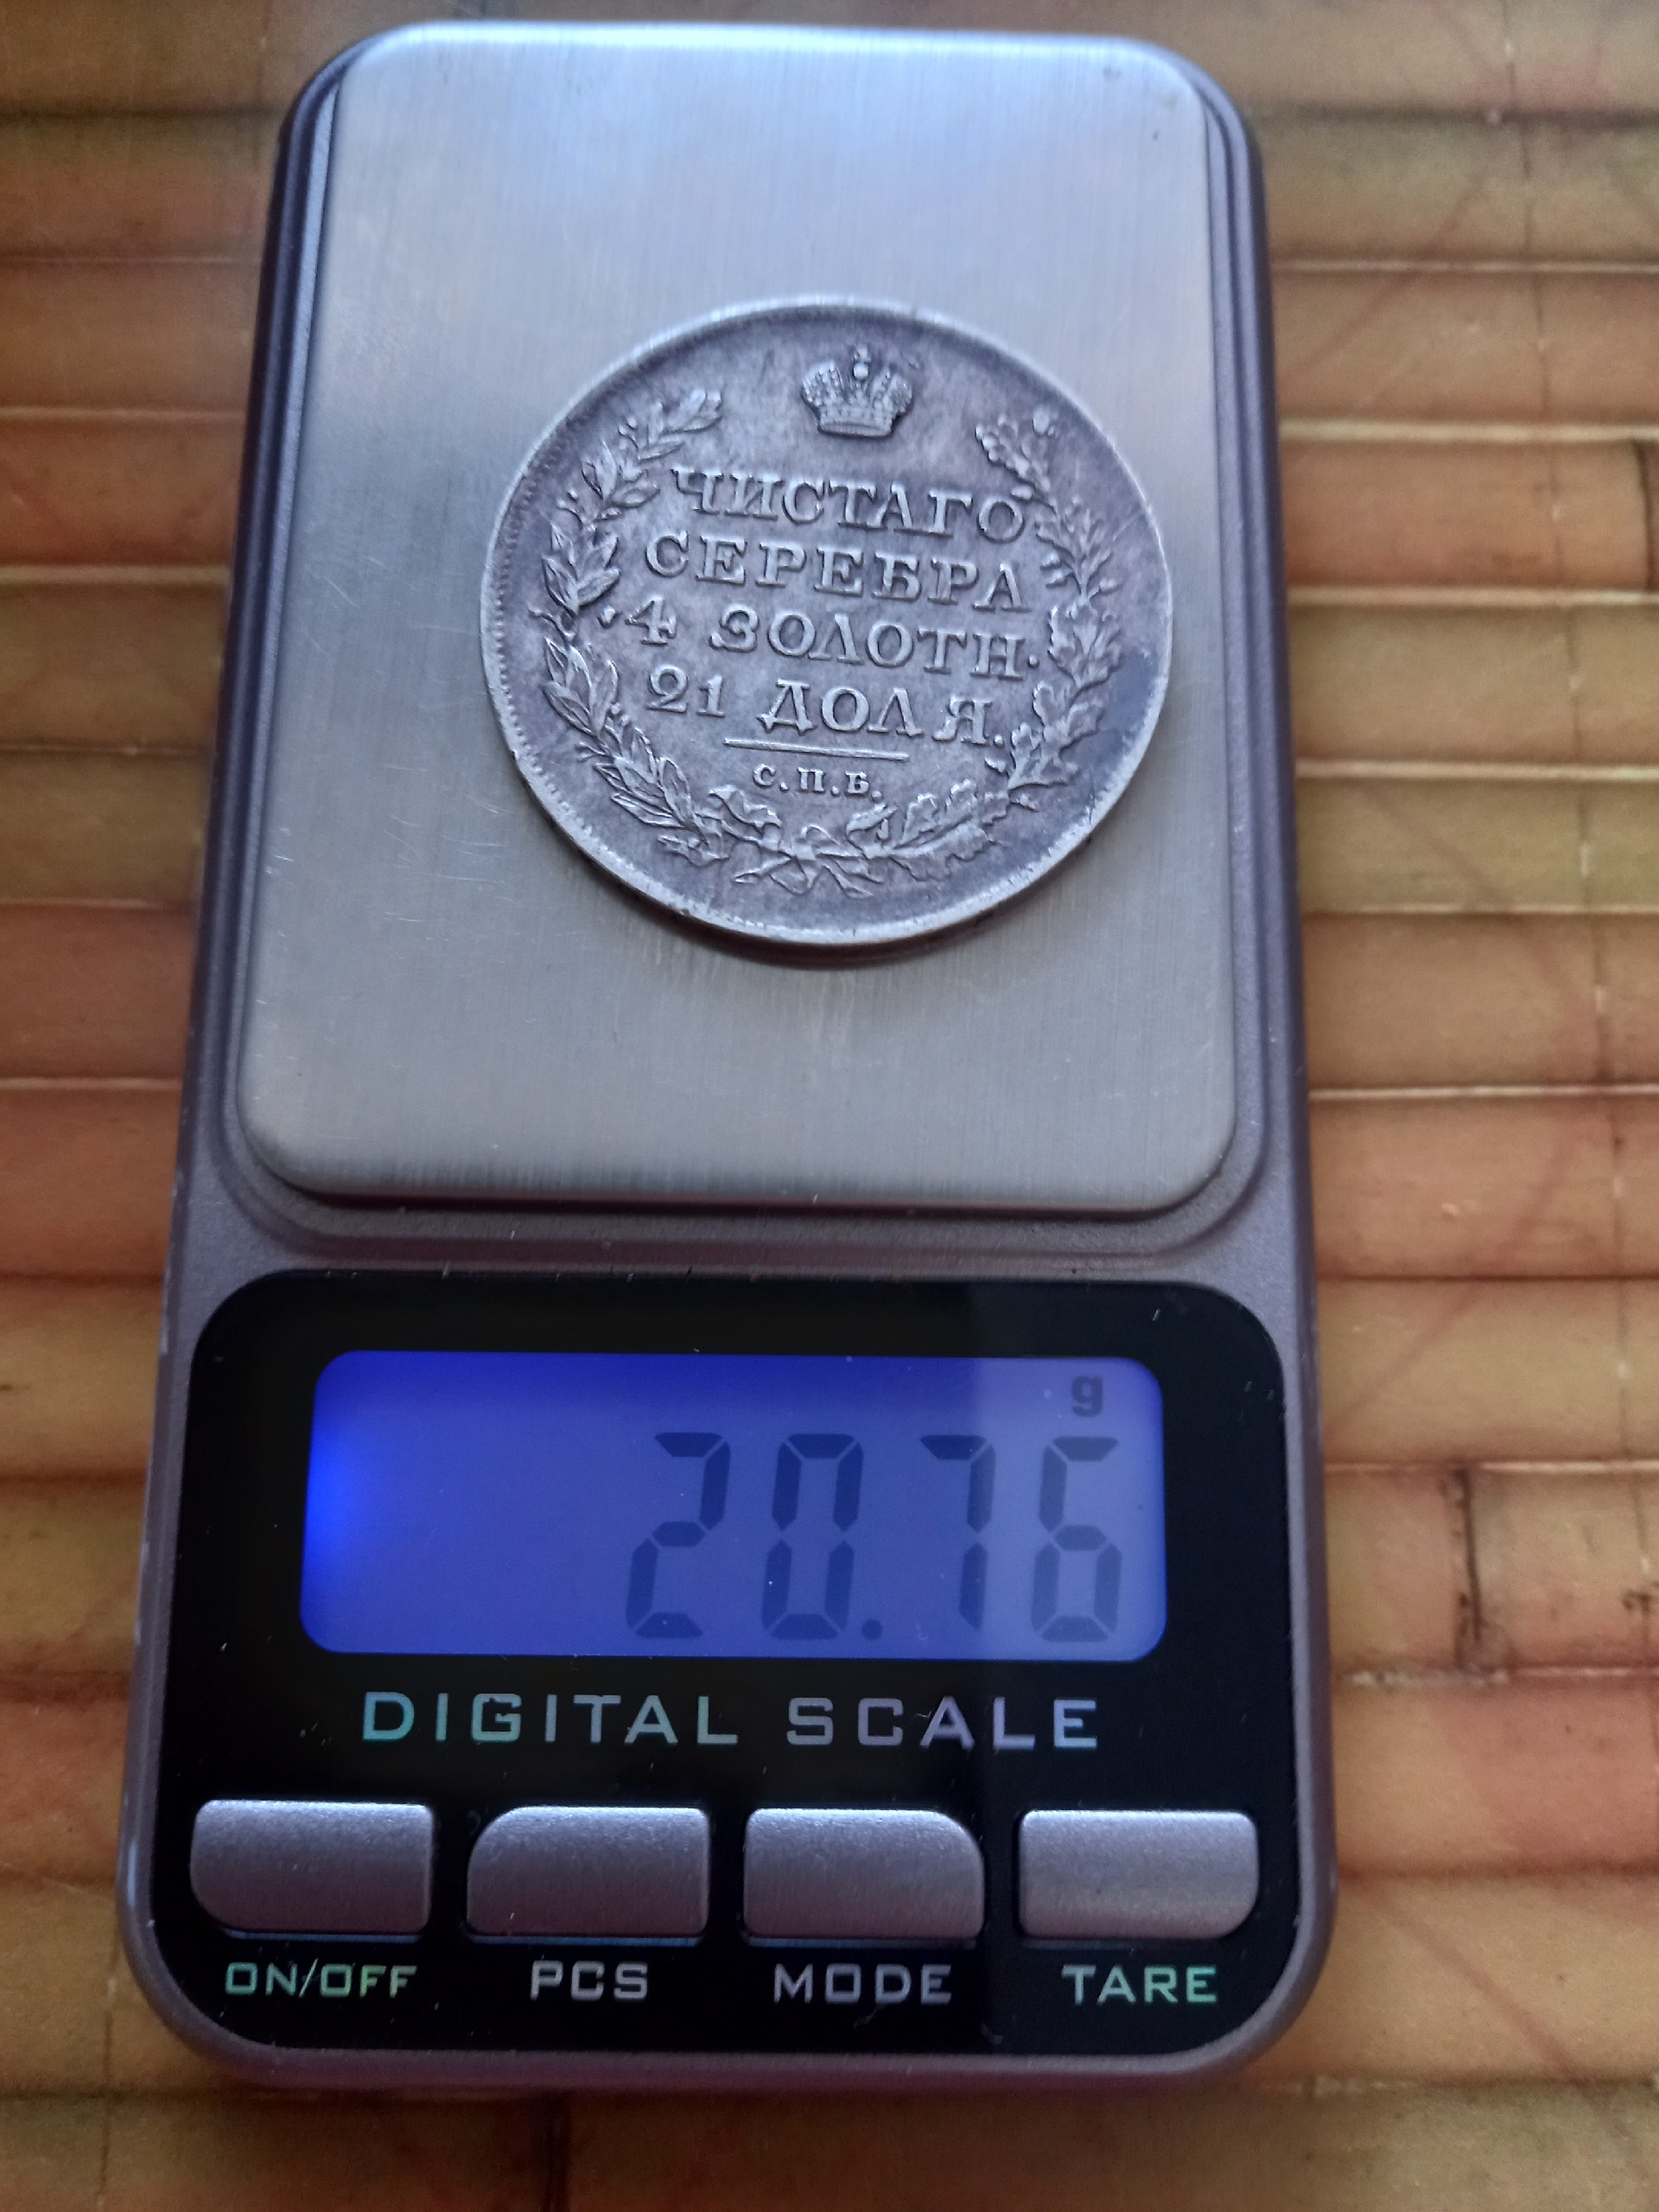 ЧИСТАГО
СЕРЕБРА
4 ЗОЛОТН.
21 ДОЛЯ.
С.П.Б.
g
20.76
DIGITAL SCALE
ON/OFF PCS MODE TARE